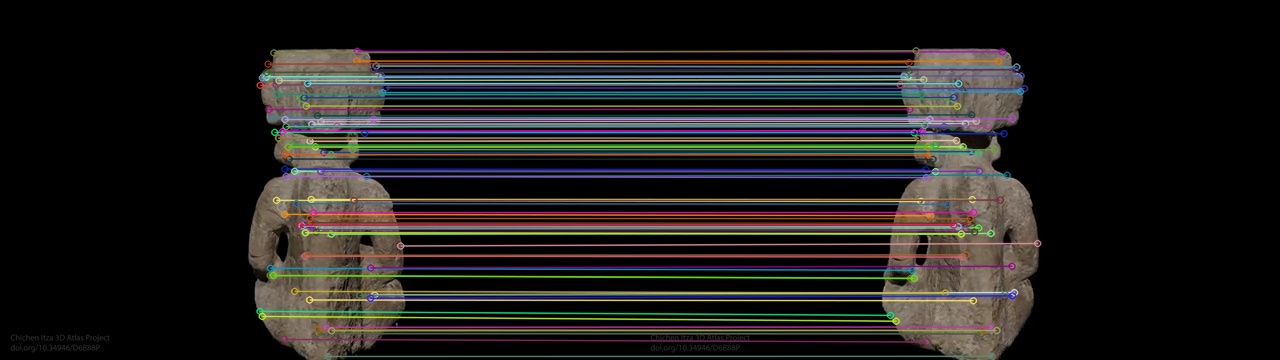 Chichen Itza 3D Atlas Project
doi.org/10.34946/D6B88P
Chichen Itza 3D Atlas Project
doi.org/10.34946/D6B88P